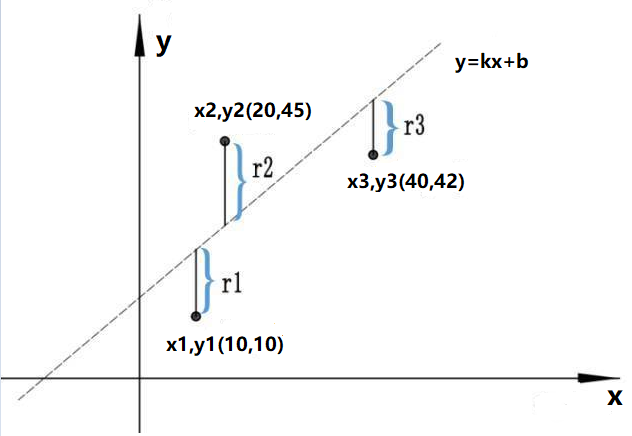 y
y=kx+b
x2,y2(20,45)
r3
r2
x3,y3(40,42)
r1
x1,y1(10,10)
x